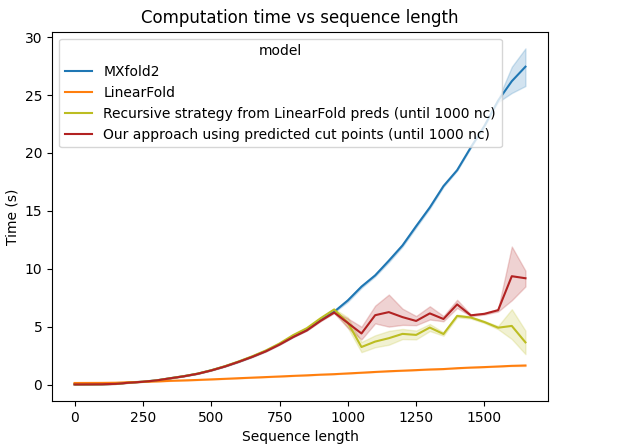 Computation time vs sequence length
30
25
20
15
10
5
0
Time (s)
model
MXfold2
LinearFold
Recursive strategy from LinearFold preds (until 1000 nc)
Our approach using predicted cut points (until 1000 nc)
0 250 500 750 1000 1250 1500
Sequence length